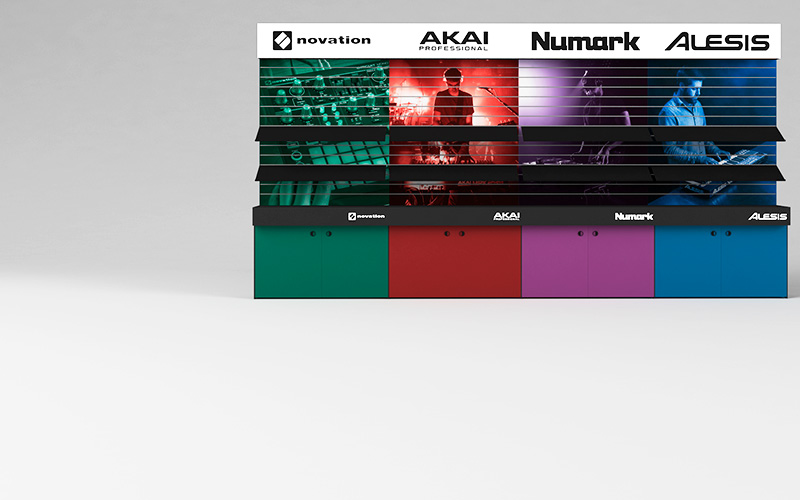 novation
AKAI
PROFESSIONAL
Numark
ALESIS
novation
AKAI
Numark
ALESIS